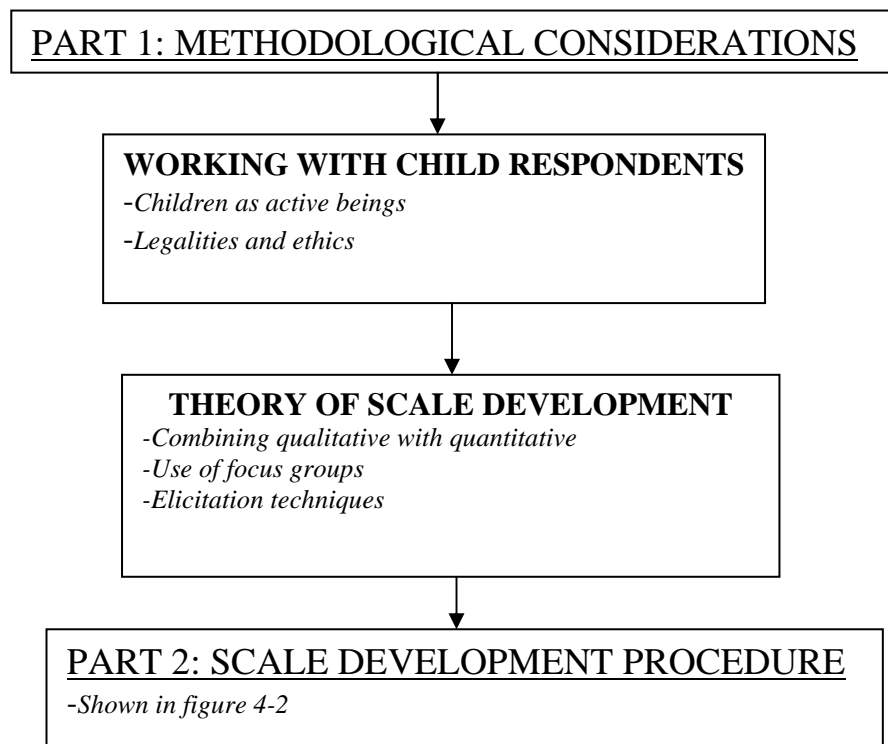 PART 1: METHODOLOGICAL CONSIDERATIONS
WORKING WITH CHILD RESPONDENTS
-Children as active beings
-Legalities and ethics
THEORY OF SCALE DEVELOPMENT
-Combining qualitative with quantitative
-Use of focus groups
-Elicitation techniques
PART 2: SCALE DEVELOPMENT PROCEDURE
-Shown in figure 4-2